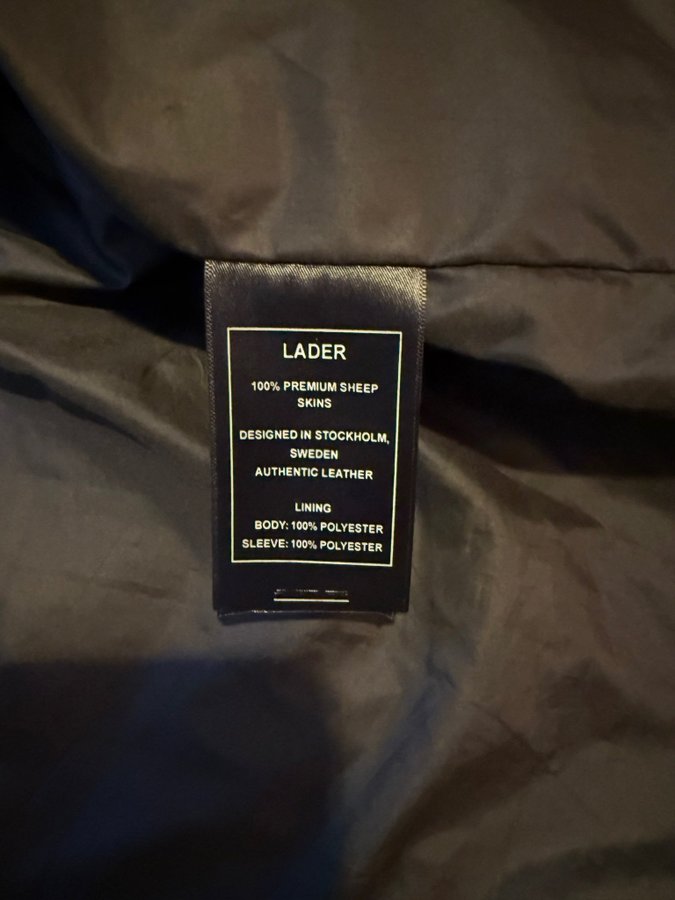 LADER
100% PREMIUM SHEEP
SKINS
DESIGNED IN STOCKHOLM,
SWEDEN
AUTHENTIC LEATHER
LINING
BODY: 100% POLYESTER
SLEEVE: 100% POLYESTER